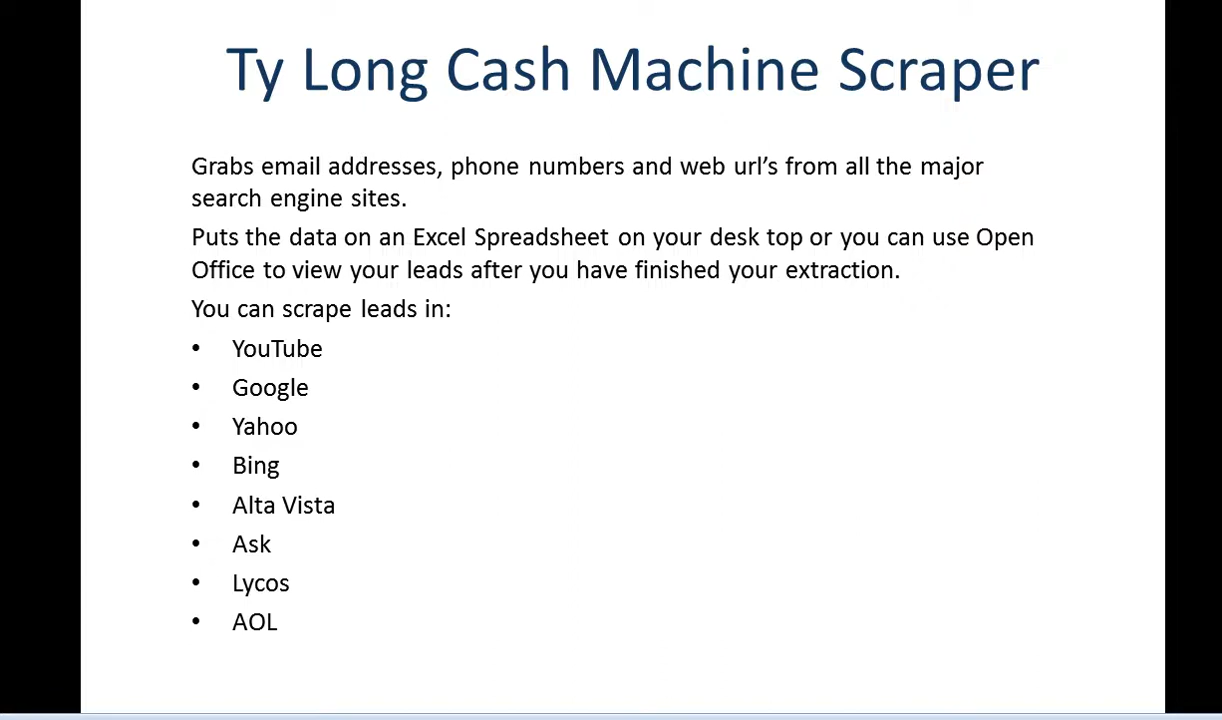 Ty Long Cash Machine Scraper
Grabs email addresses, phone numbers and web url’s from all the major
search engine sites.
Puts the data on an Excel Spreadsheet on your desk top or you can use Open
Office to view your leads after you have finished your extraction.
You can scrape leads in:
• YouTube
• Google
• Yahoo
• Bing
• Alta Vista
• Ask
• Lycos
• AOL